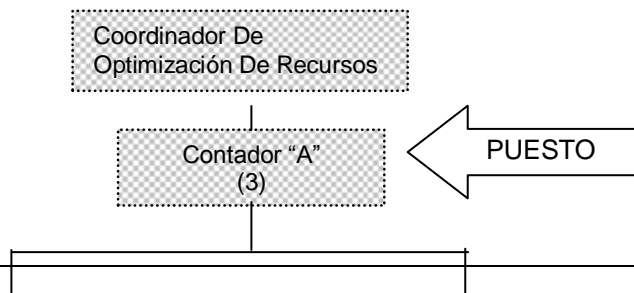 Coordinador De
Optimización De Recursos
Contador “A”
(3)
PUESTO